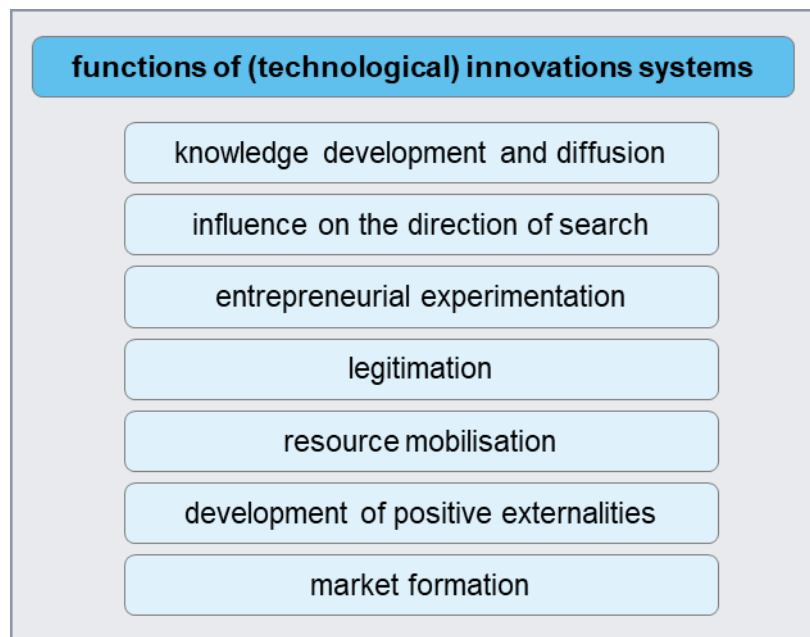 functions of (technological) innovations systems
knowledge development and diffusion
influence on the direction of search
entrepreneurial experimentation
legitimation
resource mobilisation
development of positive externalities
market formation